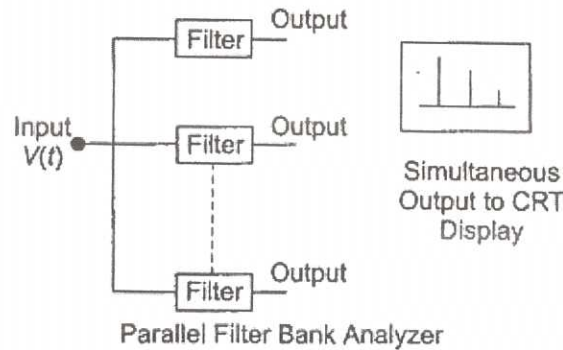 Output
Filter
Input
V(t)
Output
Filter
Output
Filter
Simultaneous
Output to CRT
Display
Parallel Filter Bank Analyzer